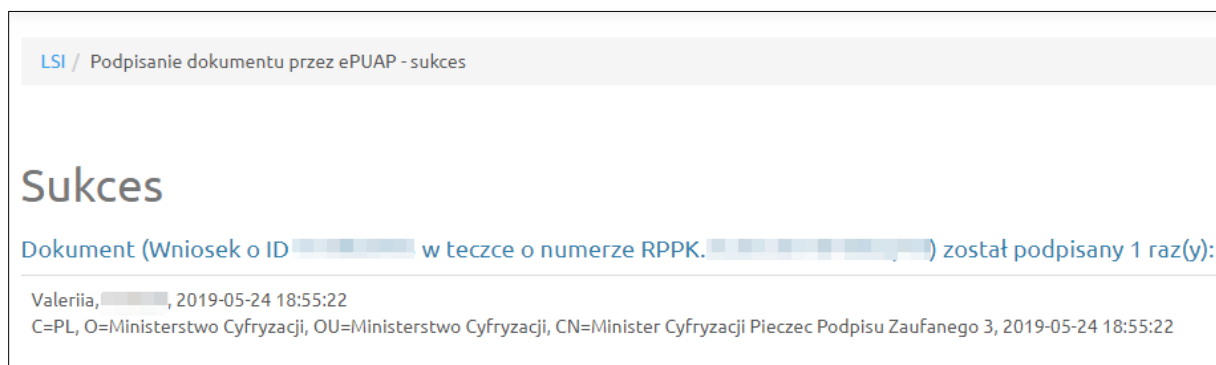 LSI / Podpisanie dokumentu przez ePUAP - sukces
Sukces
Dokument (Wniosek o ID w teczce o numerze RPPK. ) został podpisany 1 raz(y):
Valeriia, , 2019-05-24 18:55:22
C=PL, O=Ministerstwo Cyfryzacji, OU=Ministerstwo Cyfryzacji, CN=Minister Cyfryzacji Pieczec Podpisu Zaufanego 3, 2019-05-24 18:55:22